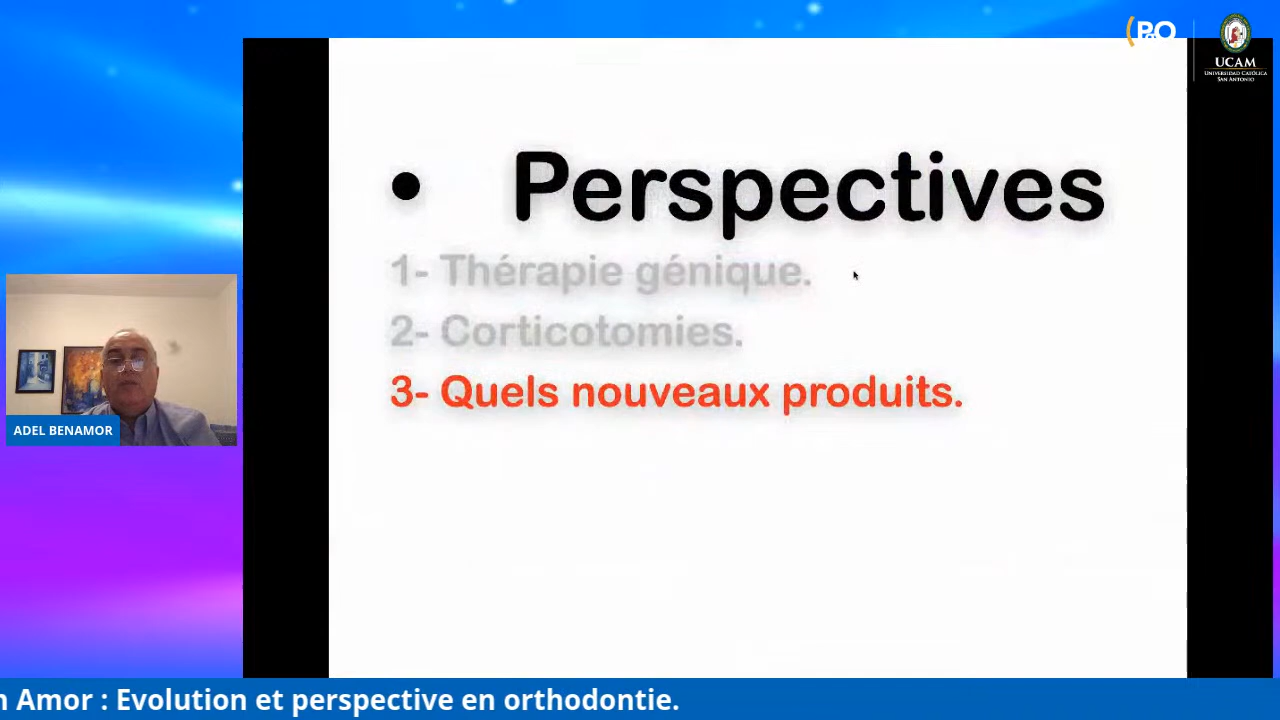 P&O
UCAM
UNIVERSIDAD CATÓLICA
SAN ANTONIO
• Perspectives
1- Thérapie génique.
2- Corticotomies.
3- Quels nouveaux produits.
ADEL BENAMOR
n Amor : Evolution et perspective en orthodontie.